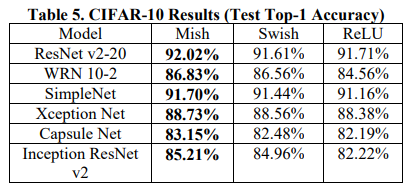 Table 5. CIFAR-10 Results (Test Top-1 Accuracy)
Model Mish Swish ReLU
ResNet v2-20 92.02% 91.61% 91.71%
WRN 10-2 86.83% 86.56% 84.56%
SimpleNet 91.70% 91.44% 91.16%
Xception Net 88.73% 88.56% 88.38%
Capsule Net 83.15% 82.48% 82.19%
Inception ResNet 85.21% 84.96% 82.22%
v2